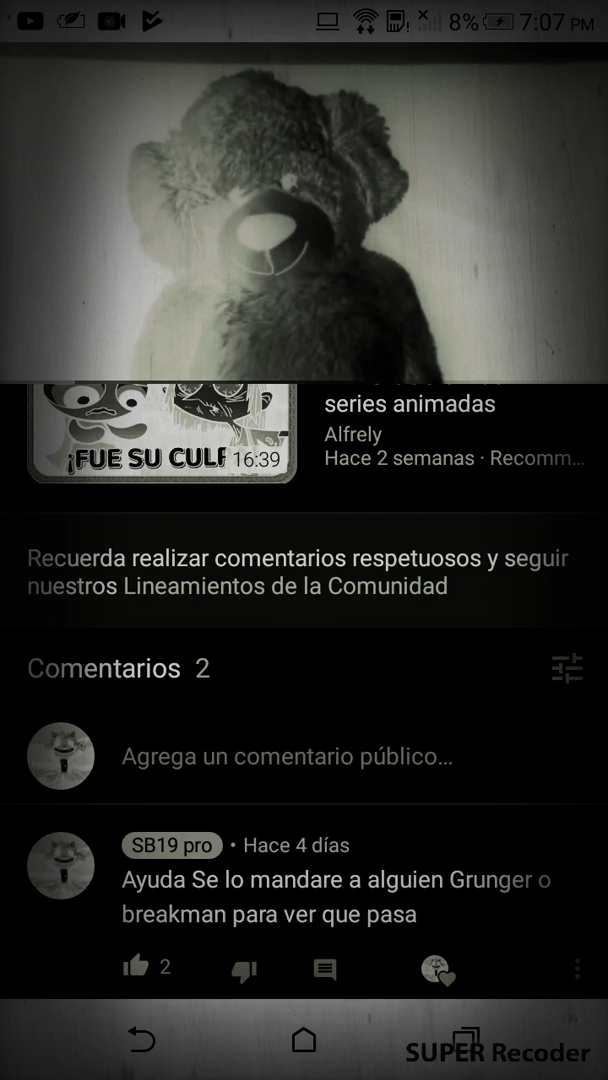 8% 7:07 PM
series animadas
Alfrely
Hace 2 semanas · Recomm...
¡FUE SU CULP 16:39
Recuerda realizar comentarios respetuosos y seguir
nuestros Lineamientos de la Comunidad
Comentarios 2
Agrega un comentario público...
SB19 pro • Hace 4 días
Ayuda Se lo mandare a alguien Grunger o
breakman para ver que pasa
2
SUPER Recoder